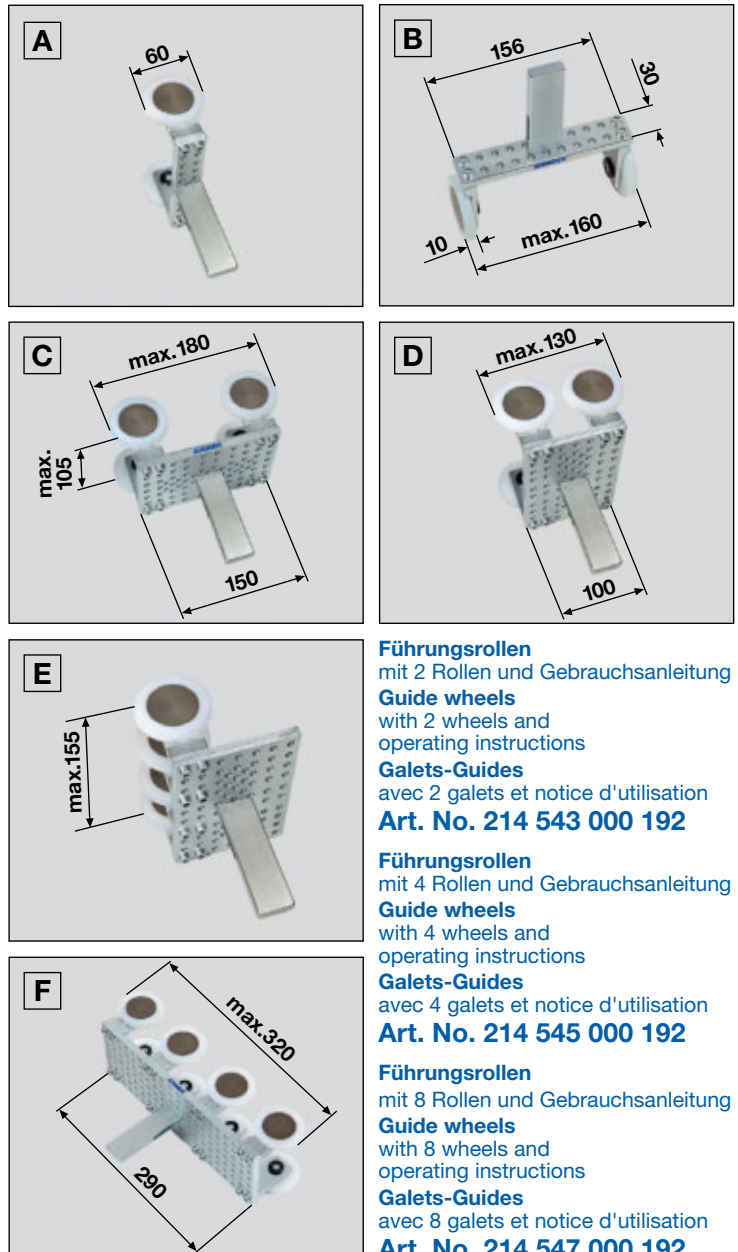 A
60
B
156
30
10
max.160
C
max.180
max.
105
150
D
max.130
100
E
max.155
F
max.320
290
Führungsrollen
mit 2 Rollen und Gebrauchsanleitung
Guide wheels
with 2 wheels and
operating instructions
Galets-Guides
avec 2 galets et notice d'utilisation
Art. No. 214 543 000 192
Führungsrollen
mit 4 Rollen und Gebrauchsanleitung
Guide wheels
with 4 wheels and
operating instructions
Galets-Guides
avec 4 galets et notice d'utilisation
Art. No. 214 545 000 192
Führungsrollen
mit 8 Rollen und Gebrauchsanleitung
Guide wheels
with 8 wheels and
operating instructions
Galets-Guides
avec 8 galets et notice d'utilisation
Art. No. 214 547 000 192